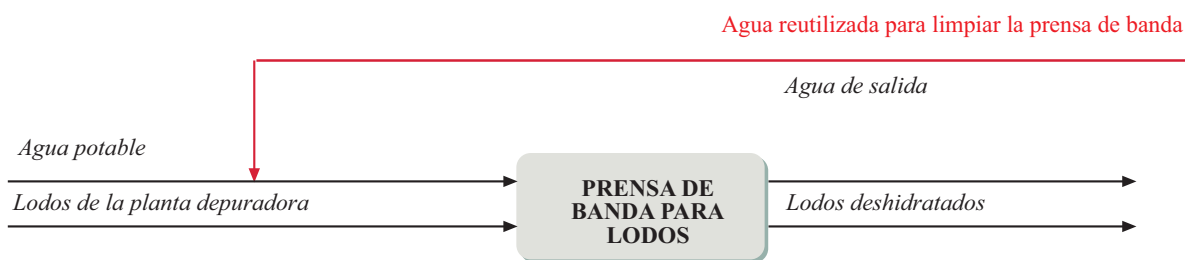 Agua reutilizada para limpiar la prensa de banda
Agua de salida
Agua potable
Lodos de la planta depuradora
PRENSA DE
BANDA PARA
LODOS
Lodos deshidratados